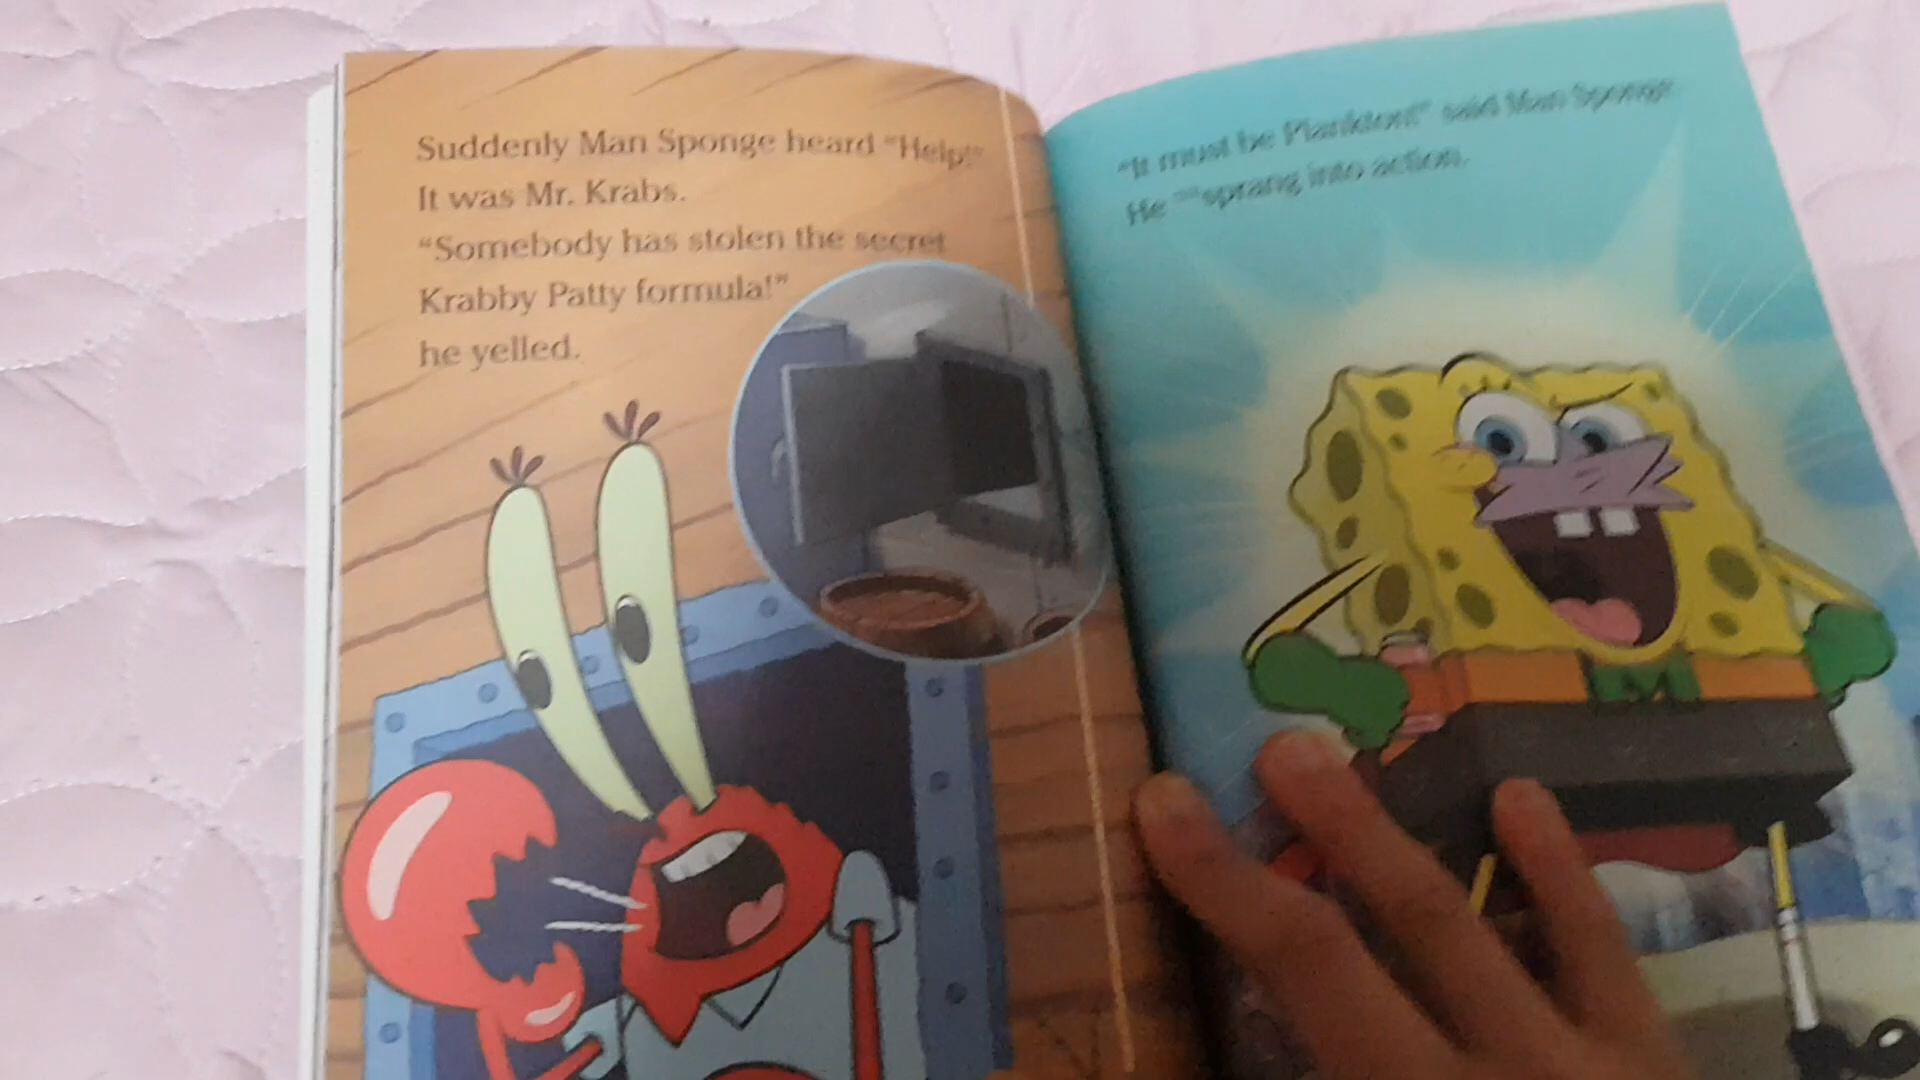 Suddenly Man Sponge heard "Help!"
It was Mr. Krabs.
"Somebody has stolen the secret
Krabby Patty formula!"
he yelled.
"It must be Plankton!" said Man Sponge.
He sprang into action.
M